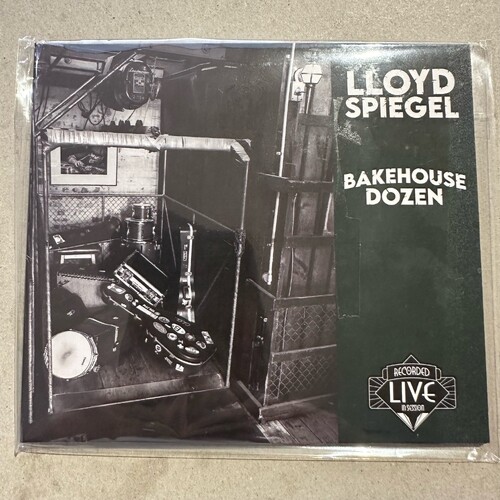 LLOYD
SPIEGEL
BAKEHOUSE
DOZEN
RECORDED
LIVE
IN SESSION